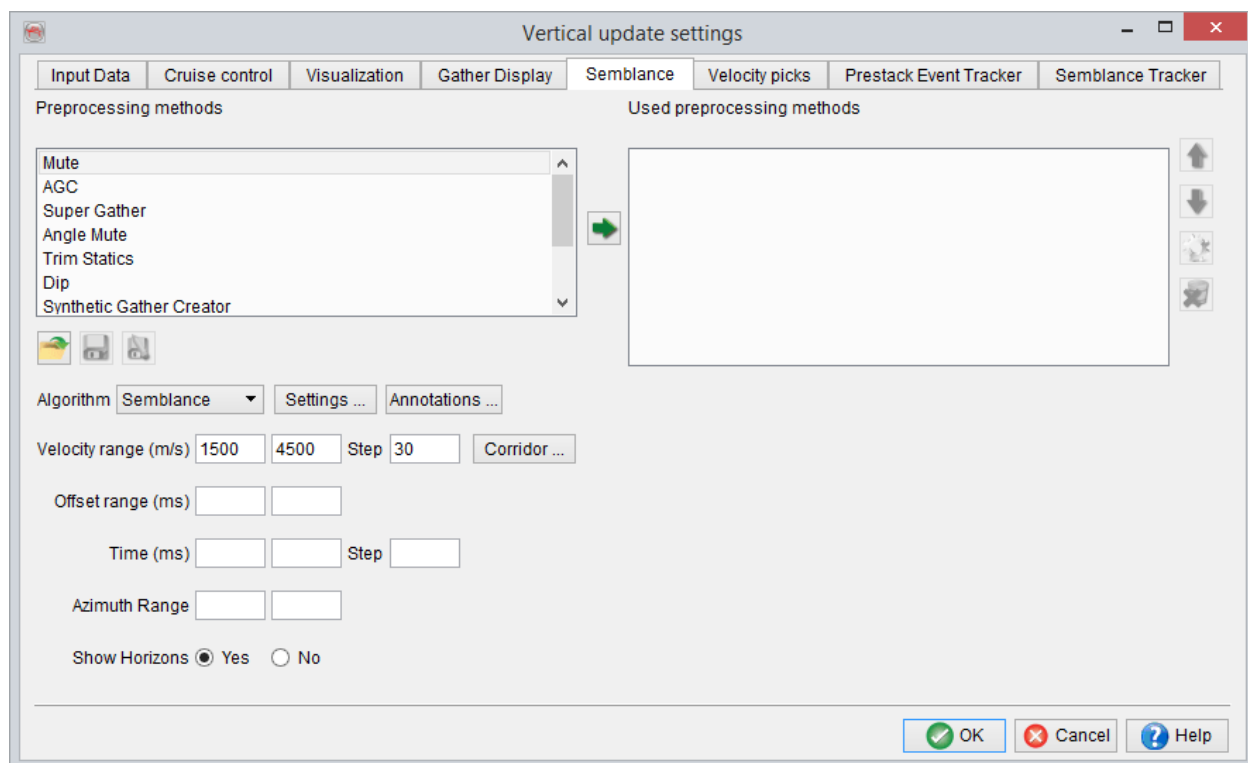 Vertical update settings
Input Data Cruise control Visualization Gather Display Semblance Velocity picks Prestack Event Tracker Semblance Tracker
Preprocessing methods Used preprocessing methods
Mute
AGC
Super Gather
Angle Mute
Trim Statics
Dip
Synthetic Gather Creator
Algorithm Semblance Settings ... Annotations ...
Velocity range (m/s) 1500 4500 Step 30 Corridor ...
Offset range (ms)
Time (ms) Step
Azimuth Range
Show Horizons Yes No
OK Cancel Help